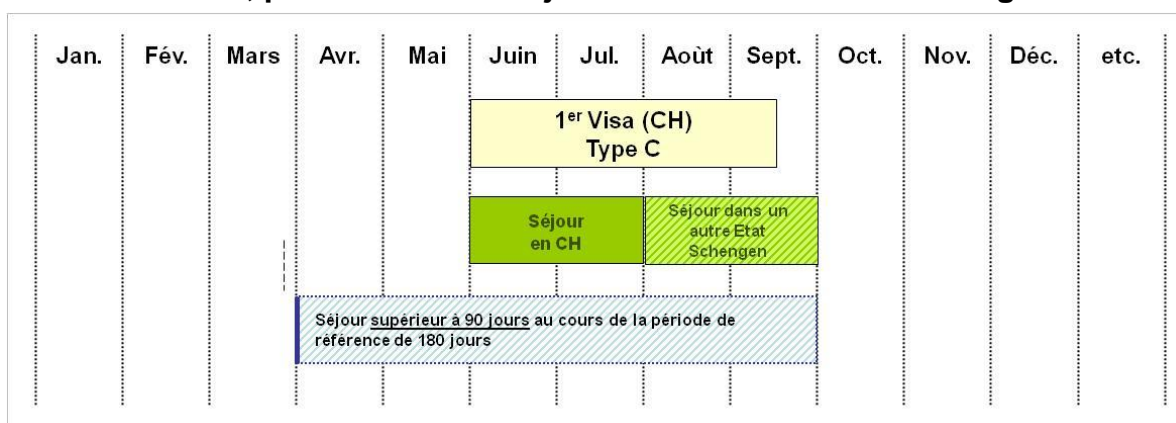 Jan. Fév. Mars Avr. Mai Juin Jul. Août Sept. Oct. Nov. Déc. etc.
1er Visa (CH)
Type C
Séjour
en CH
Séjour dans un
autre Etat
Schengen
Séjour supérieur à 90 jours au cours de la période de
référence de 180 jours